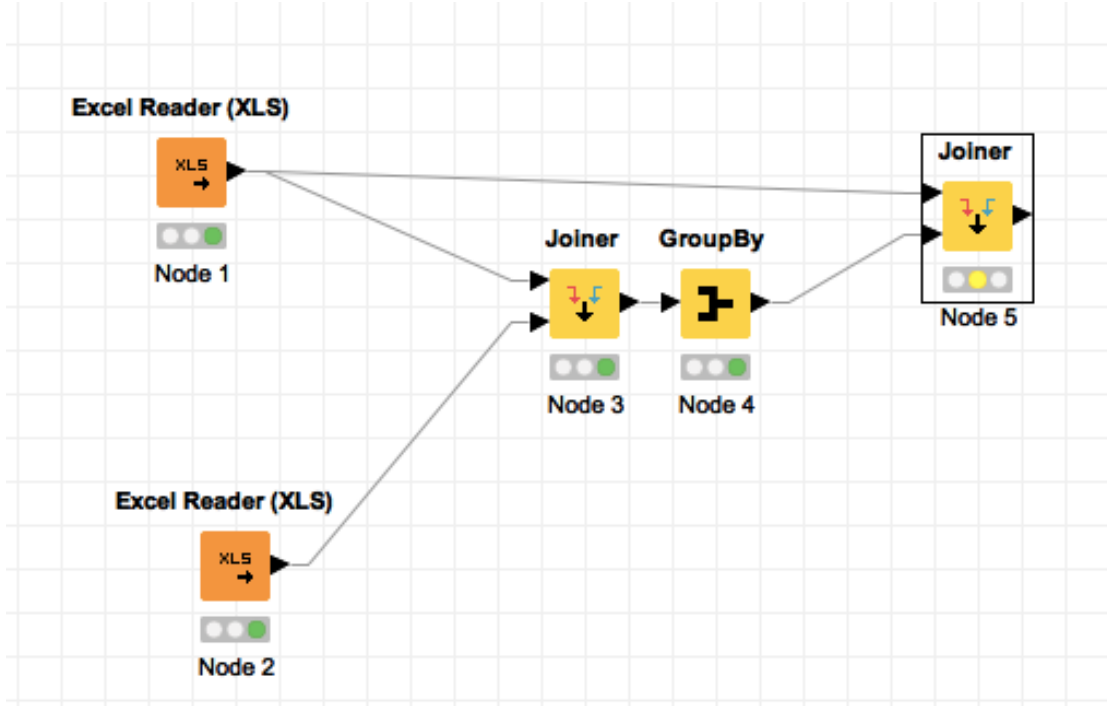 Excel Reader (XLS)
XLS
Node 1
Joiner
Node 5
Joiner
Node 3
GroupBy
Node 4
Excel Reader (XLS)
XLS
Node 2